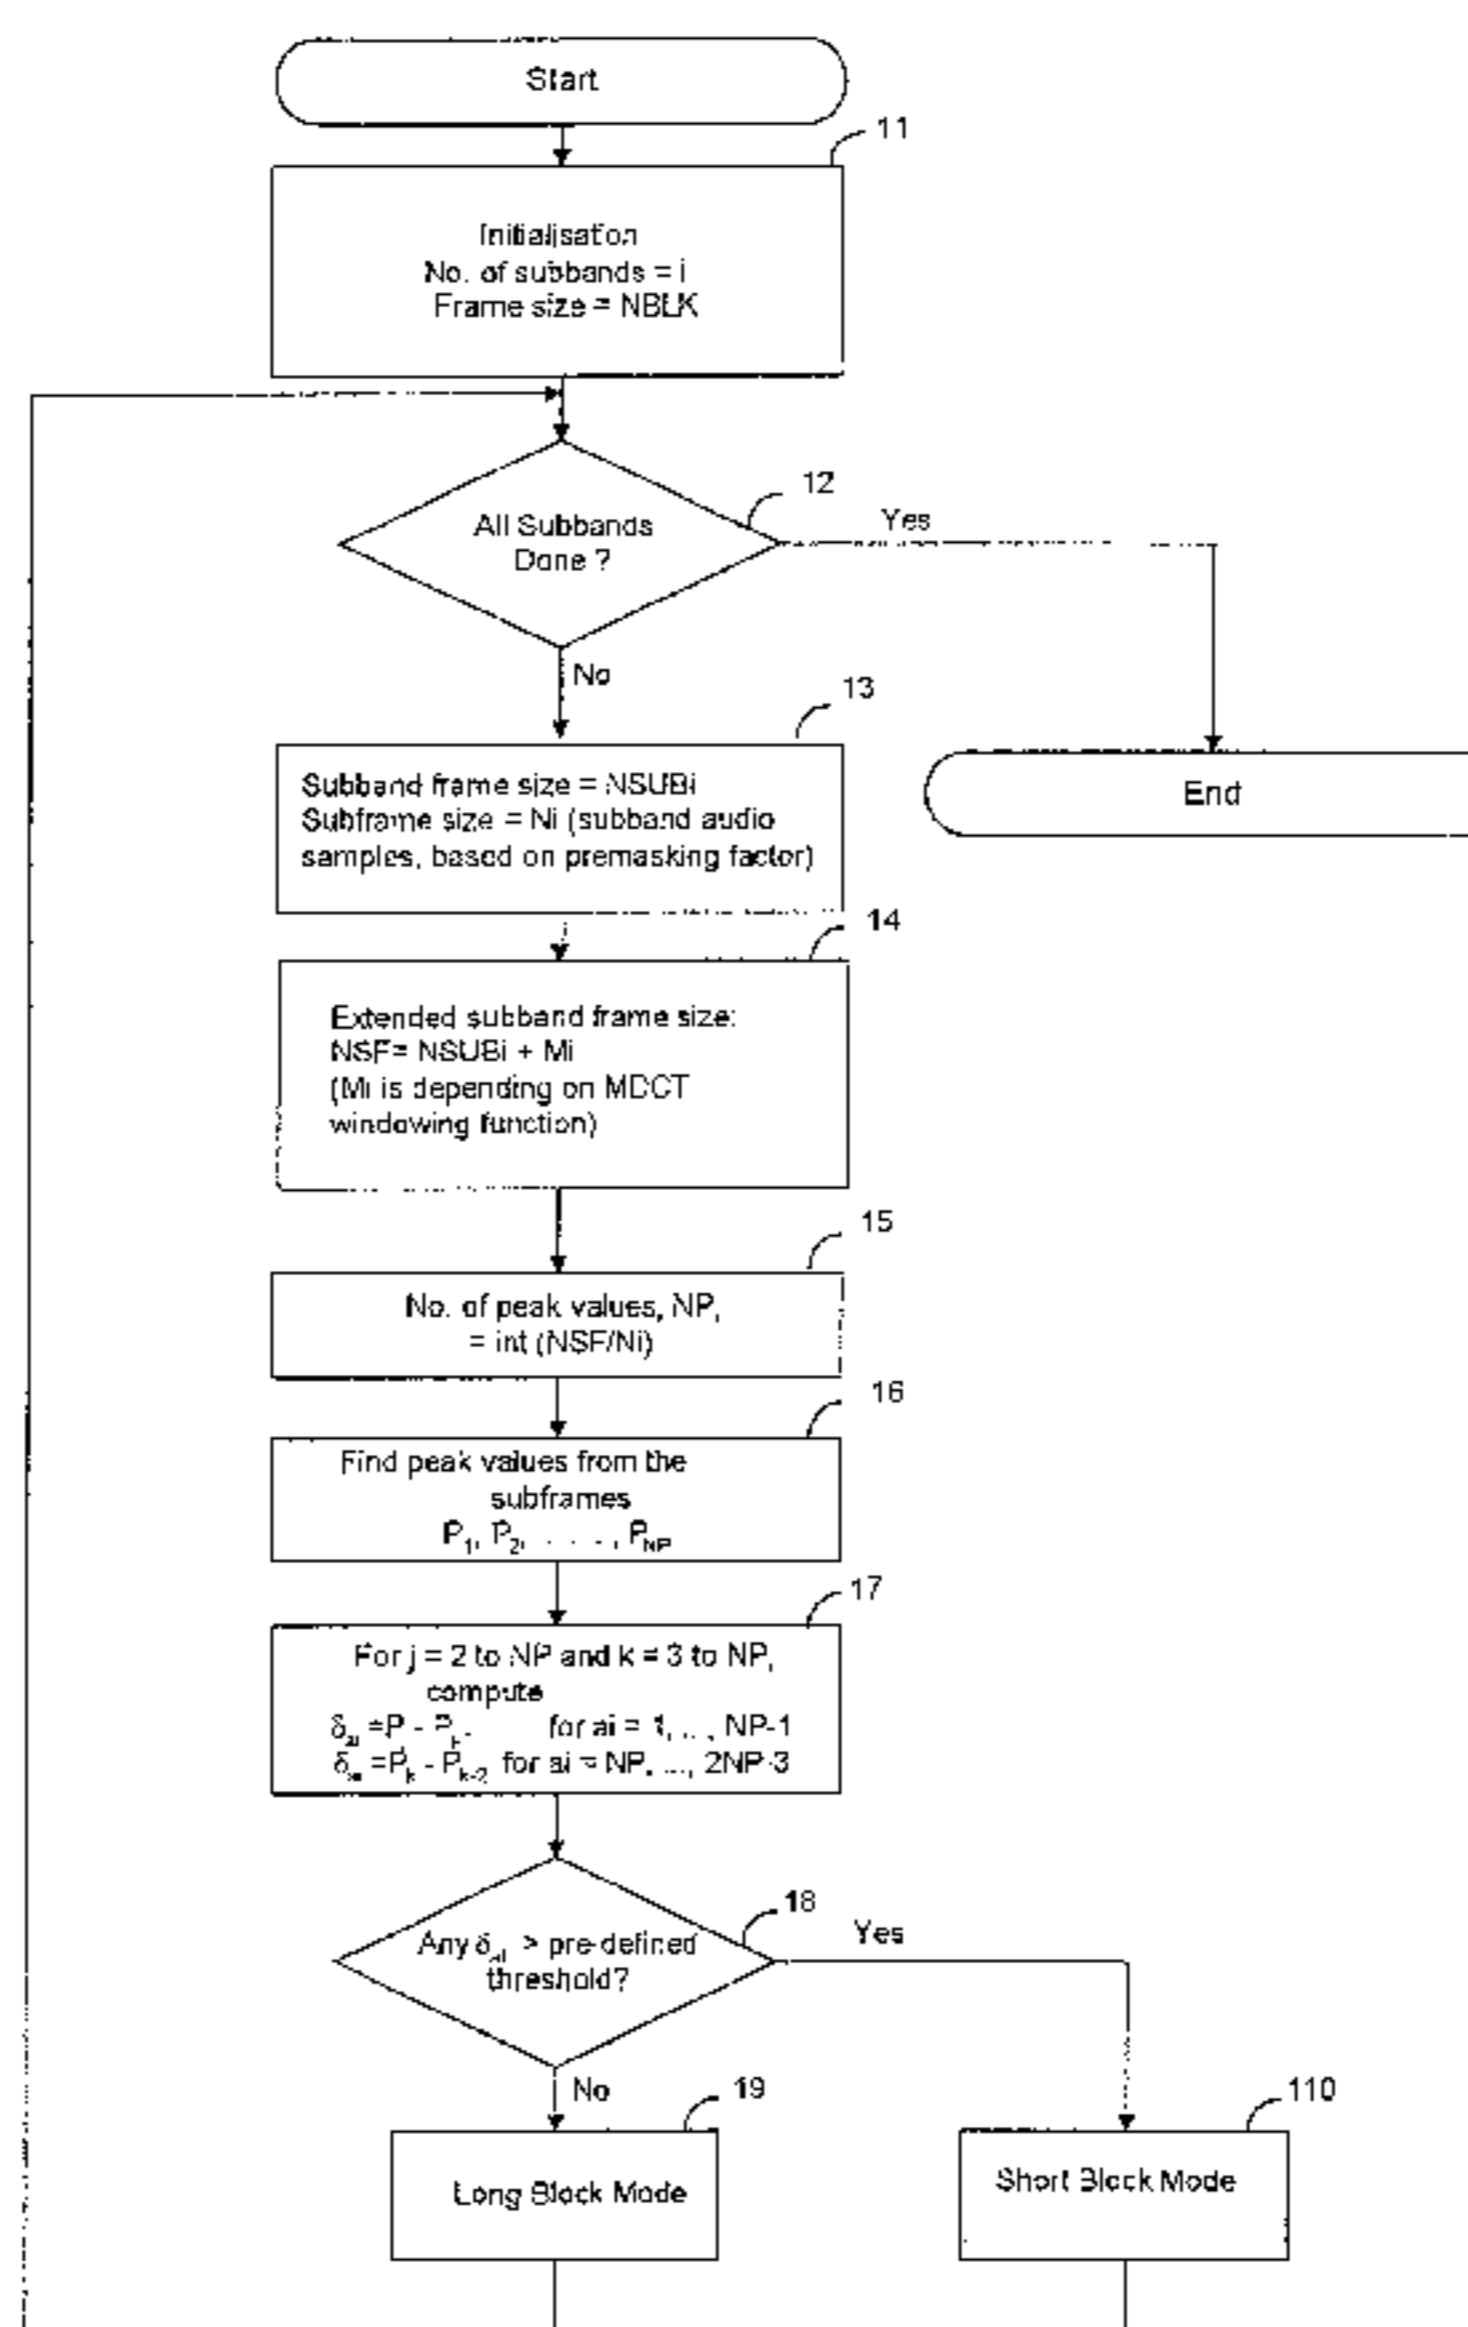 Start
11
Initialisation
No. of subbands = i
Frame size = NBLK
12
All Subbands
Done ?
Yes
No
13
Subband frame size = NSUBi
Subframe size = Ni (subband audio
samples, based on premasking factor)
End
14
Extended subband frame size:
NSF= NSUBi + Mi
(Mi is depending on MDCT
windowing function)
15
No. of peak values, NP,
= int (NSF/Ni)
16
Find peak values from the
subframes
P1, P2, . . . ., PNP
17
For j = 2 to NP and k = 3 to NP,
compute
for ai = 1, ..., NP-1
=Pk - Pk-2 for ai = NP, ..., 2NP-3
18
Any δai > pre-defined
threshold?
Yes
No
19
Long Block Mode
110
Short Block Mode